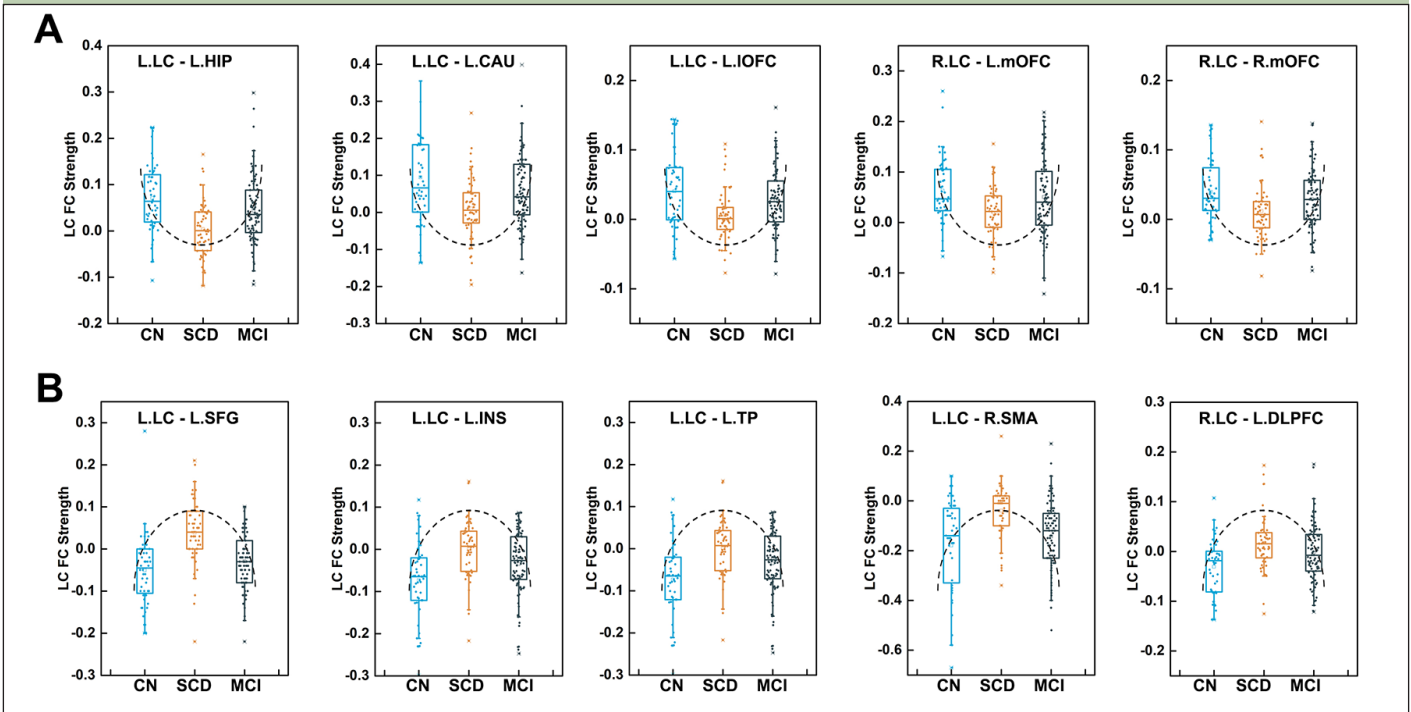 A
L.LC - L.HIP
LC FC Strength
0.4
0.3
0.2
0.1
0.0
-0.1
-0.2
CN SCD MCI
L.LC - L.CAU
LC FC Strength
0.4
0.3
0.2
0.1
0.0
-0.1
-0.2
-0.3
CN SCD MCI
L.LC - L.lOFC
LC FC Strength
0.2
0.1
0.0
-0.1
CN SCD MCI
R.LC - L.mOFC
LC FC Strength
0.3
0.2
0.1
0.0
-0.1
-0.2
CN SCD MCI
R.LC - R.mOFC
LC FC Strength
0.2
0.1
0.0
-0.1
CN SCD MCI
B
L.LC - L.SFG
LC FC Strength
0.3
0.2
0.1
0.0
-0.1
-0.2
-0.3
CN SCD MCI
L.LC - L.INS
LC FC Strength
0.3
0.2
0.1
0.0
-0.1
-0.2
-0.3
CN SCD MCI
L.LC - L.TP
LC FC Strength
0.3
0.2
0.1
0.0
-0.1
-0.2
-0.3
CN SCD MCI
L.LC - R.SMA
LC FC Strength
0.4
0.2
0.0
-0.2
-0.4
-0.6
CN SCD MCI
R.LC - L.DLPFC
LC FC Strength
0.3
0.2
0.1
0.0
-0.1
-0.2
CN SCD MCI